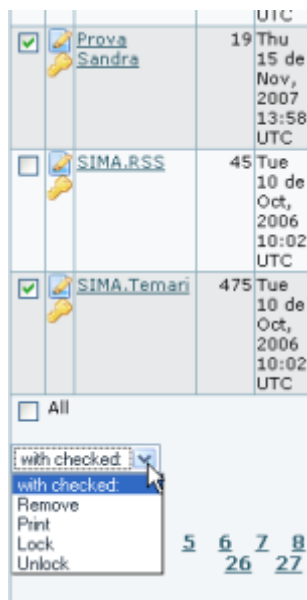 UTC
Prova 19 Thu
Sandra 15 de
Nov,
2007
13:58
UTC
SIMA.RSS 45 Tue
10 de
Oct,
2006
10:02
UTC
SIMA.Temari 475 Tue
10 de
Oct,
2006
10:02
UTC
All
with checked:
with checked:
Remove
Print
Lock
Unlock
5 6 7 8
26 27